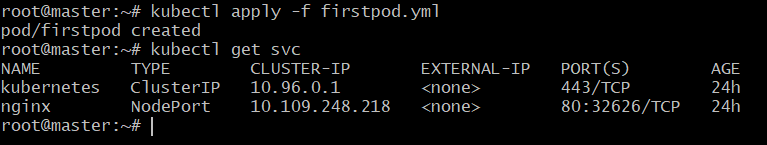 root@master:~# kubectl apply -f firstpod.yml
pod/firstpod created
root@master:~# kubectl get svc
NAME TYPE CLUSTER-IP EXTERNAL-IP PORT(S) AGE
kubernetes ClusterIP 10.96.0.1 <none> 443/TCP 24h
nginx NodePort 10.109.248.218 <none> 80:32626/TCP 24h
root@master:~#